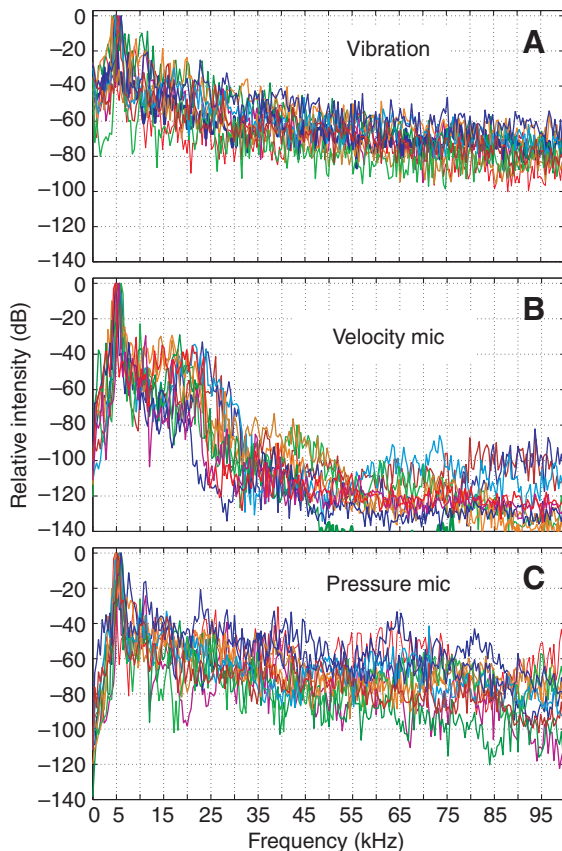 A
Vibration
0
−20
−40
−60
−80
−100
−120
−140
B
Velocity mic
0
−20
−40
−60
−80
−100
−120
−140
Relative intensity (dB)
C
Pressure mic
0
−20
−40
−60
−80
−100
−120
−140
0 5 15 25 35 45 55 65 75 85 95
Frequency (kHz)